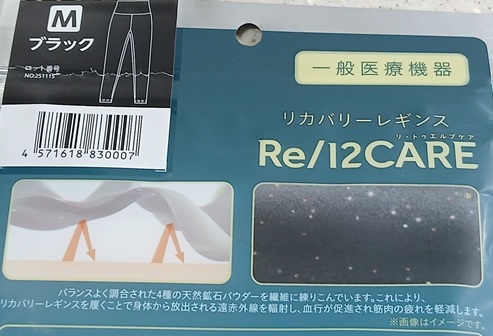 M
ブラック
ロット番号
NO:251115
4 571618 830007
一般医療機器
リカバリーレギンス
リ・トゥエルブケア
Re/12CARE
バランスよく調合された4種の天然鉱石パウダーを繊維に練りこんでいます。これにより、
リカバリーレギンスを履くことで身体から放出される遠赤外線を輻射し、血行が促進され筋肉の疲れを軽減します。
※画像はイメージです。